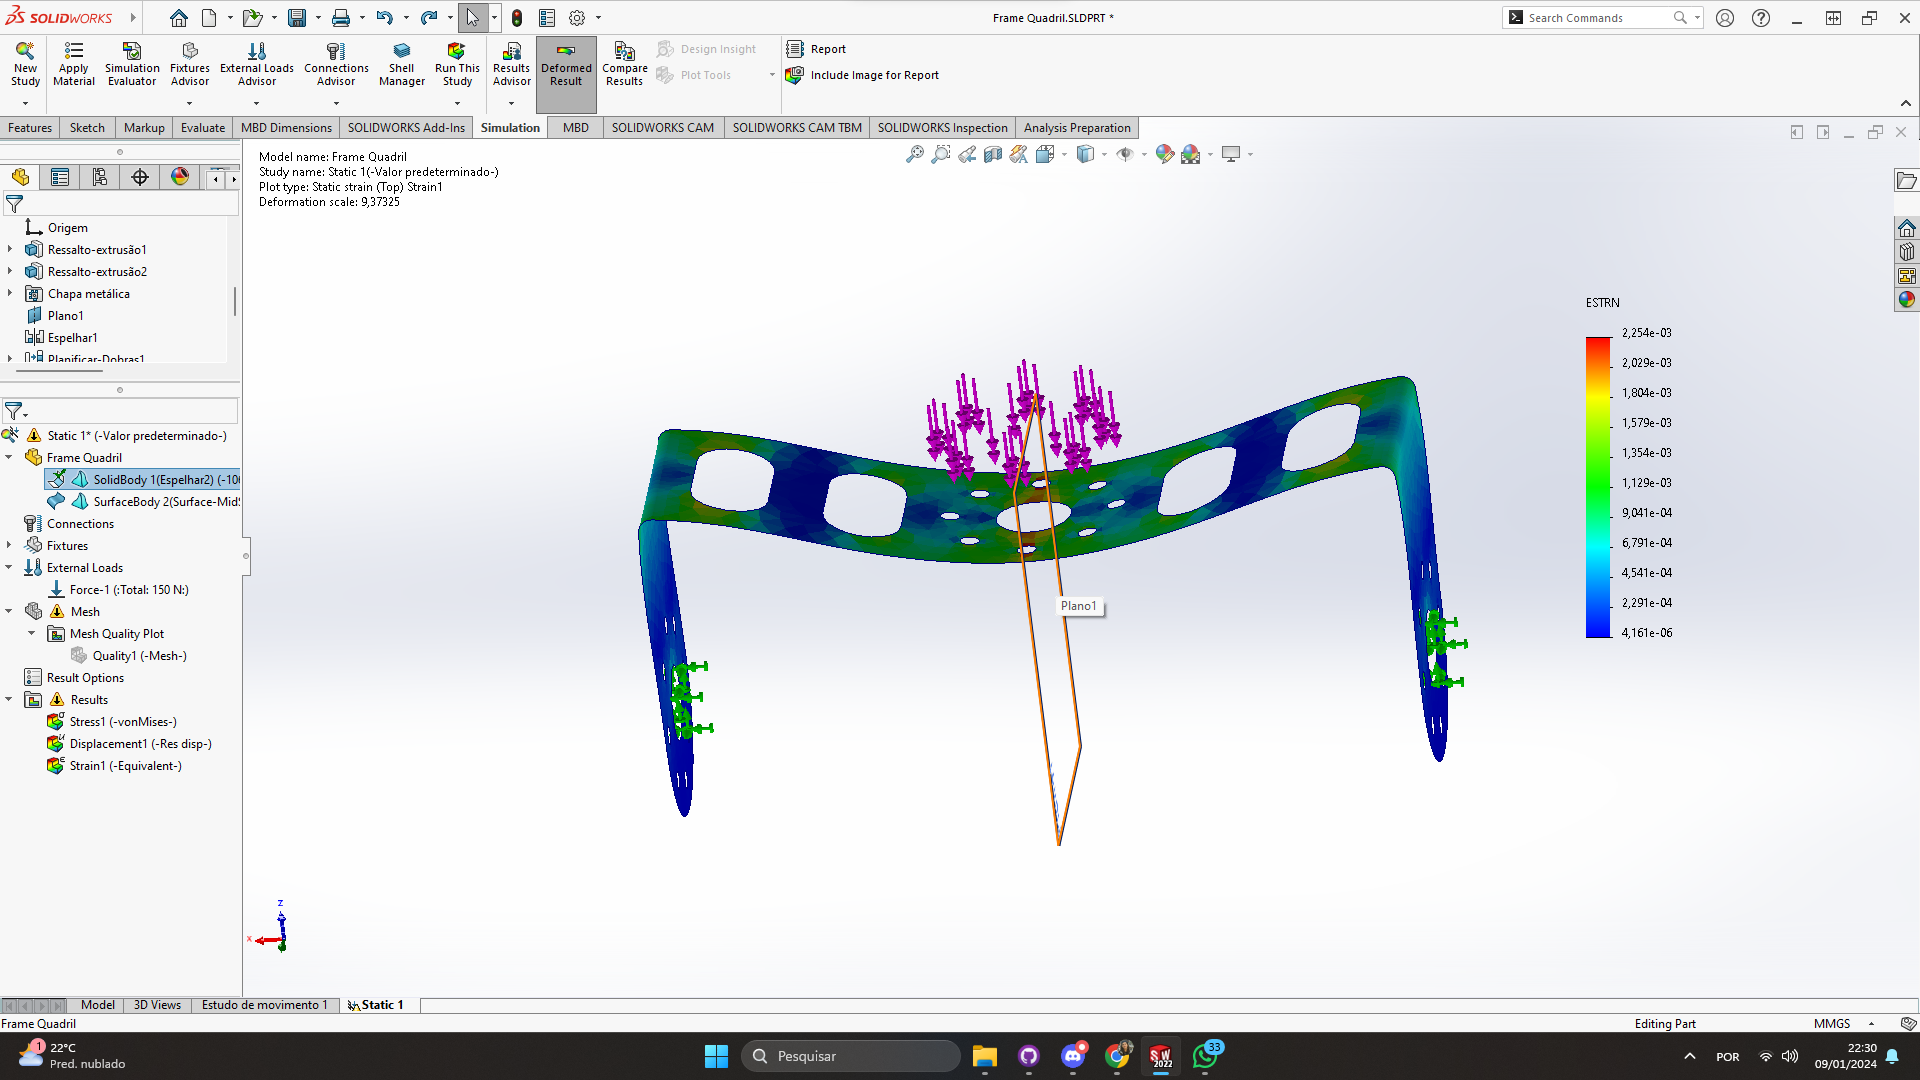 SOLIDWORKS
Frame Quadril.SLDPRT *
Search Commands
New Study
Apply Material
Simulation Evaluator
Fixtures Advisor
External Loads Advisor
Connections Advisor
Shell Manager
Run This Study
Results Advisor
Deformed Result
Compare Results
Design Insight
Plot Tools
Report
Include Image for Report
Features
Sketch
Markup
Evaluate
MBD Dimensions
SOLIDWORKS Add-Ins
Simulation
MBD
SOLIDWORKS CAM
SOLIDWORKS CAM TBM
SOLIDWORKS Inspection
Analysis Preparation
Model name: Frame Quadril
Study name: Static 1(-Valor predeterminado-)
Plot type: Static strain (Top) Strain1
Deformation scale: 9,37325
Origem
Ressalto-extrusão1
Ressalto-extrusão2
Chapa metálica
Plano1
Espelhar1
Planificar-Dobras1
Static 1* (-Valor predeterminado-)
Frame Quadril
SolidBody 1(Espelhar2) (-10
SurfaceBody 2(Surface-Mid
Connections
Fixtures
External Loads
Force-1 (:Total: 150 N:)
Mesh
Mesh Quality Plot
Quality1 (-Mesh-)
Result Options
Results
Stress1 (-vonMises-)
Displacement1 (-Res disp-)
Strain1 (-Equivalent-)
ESTRN
2,254e-03
2,029e-03
1,804e-03
1,579e-03
1,354e-03
1,129e-03
9,041e-04
6,791e-04
4,541e-04
2,291e-04
4,161e-06
Plano1
z
x
Model
3D Views
Estudo de movimento 1
Static 1
Frame Quadril
Editing Part
MMGS
1
22°C
Pred. nublado
Pesquisar
SW
2022
33
POR
22:30
09/01/2024